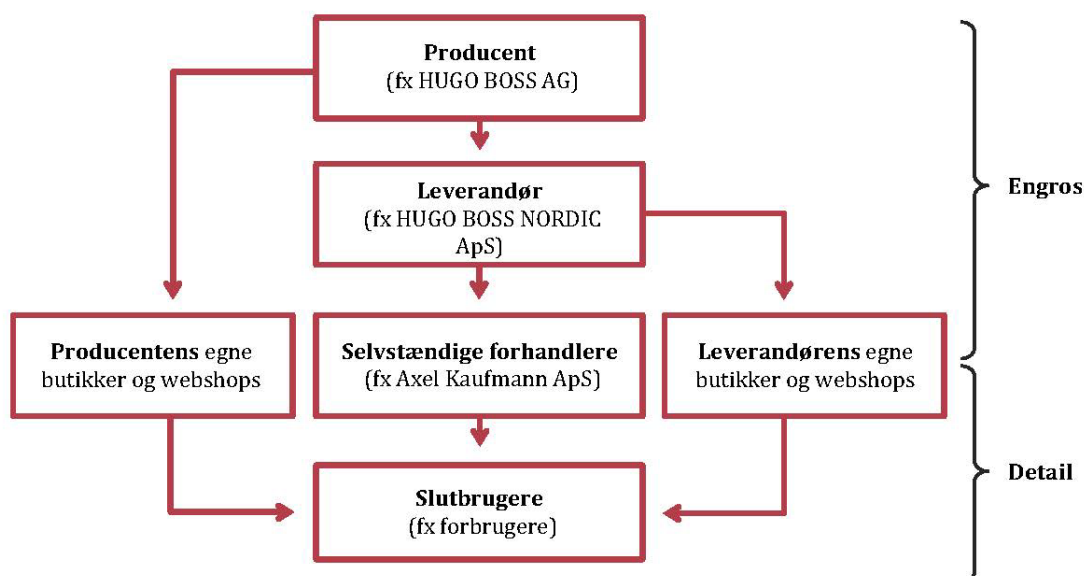 Producent
(fx HUGO BOSS AG)
Leverandør
(fx HUGO BOSS NORDIC
ApS)
Engros
Producentens egne
butikker og webshops
Selvstændige forhandlere
(fx Axel Kaufmann ApS)
Leverandørens egne
butikker og webshops
Slutbrugere
(fx forbrugere)
Detail